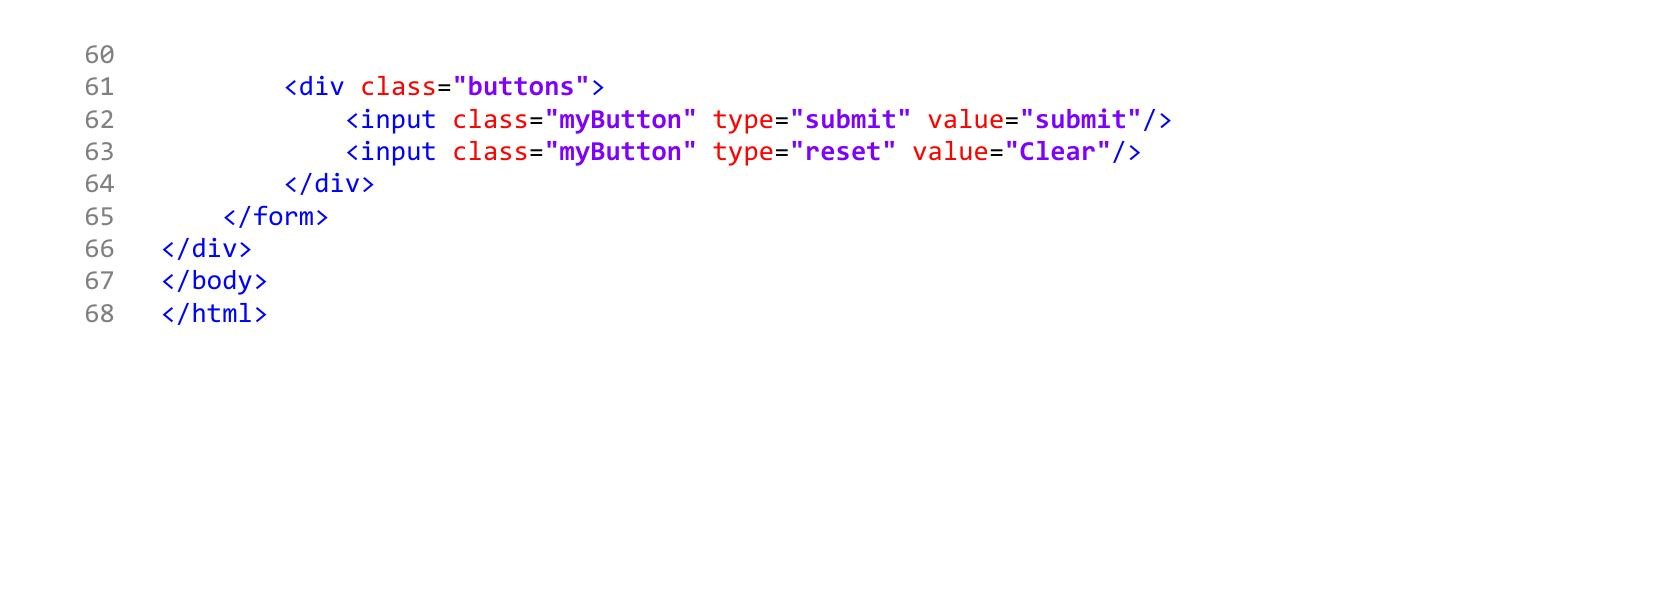 60
61 <div class="buttons">
62 <input class="myButton" type="submit" value="submit"/>
63 <input class="myButton" type="reset" value="Clear"/>
64 </div>
65 </form>
66 </div>
67 </body>
68 </html>